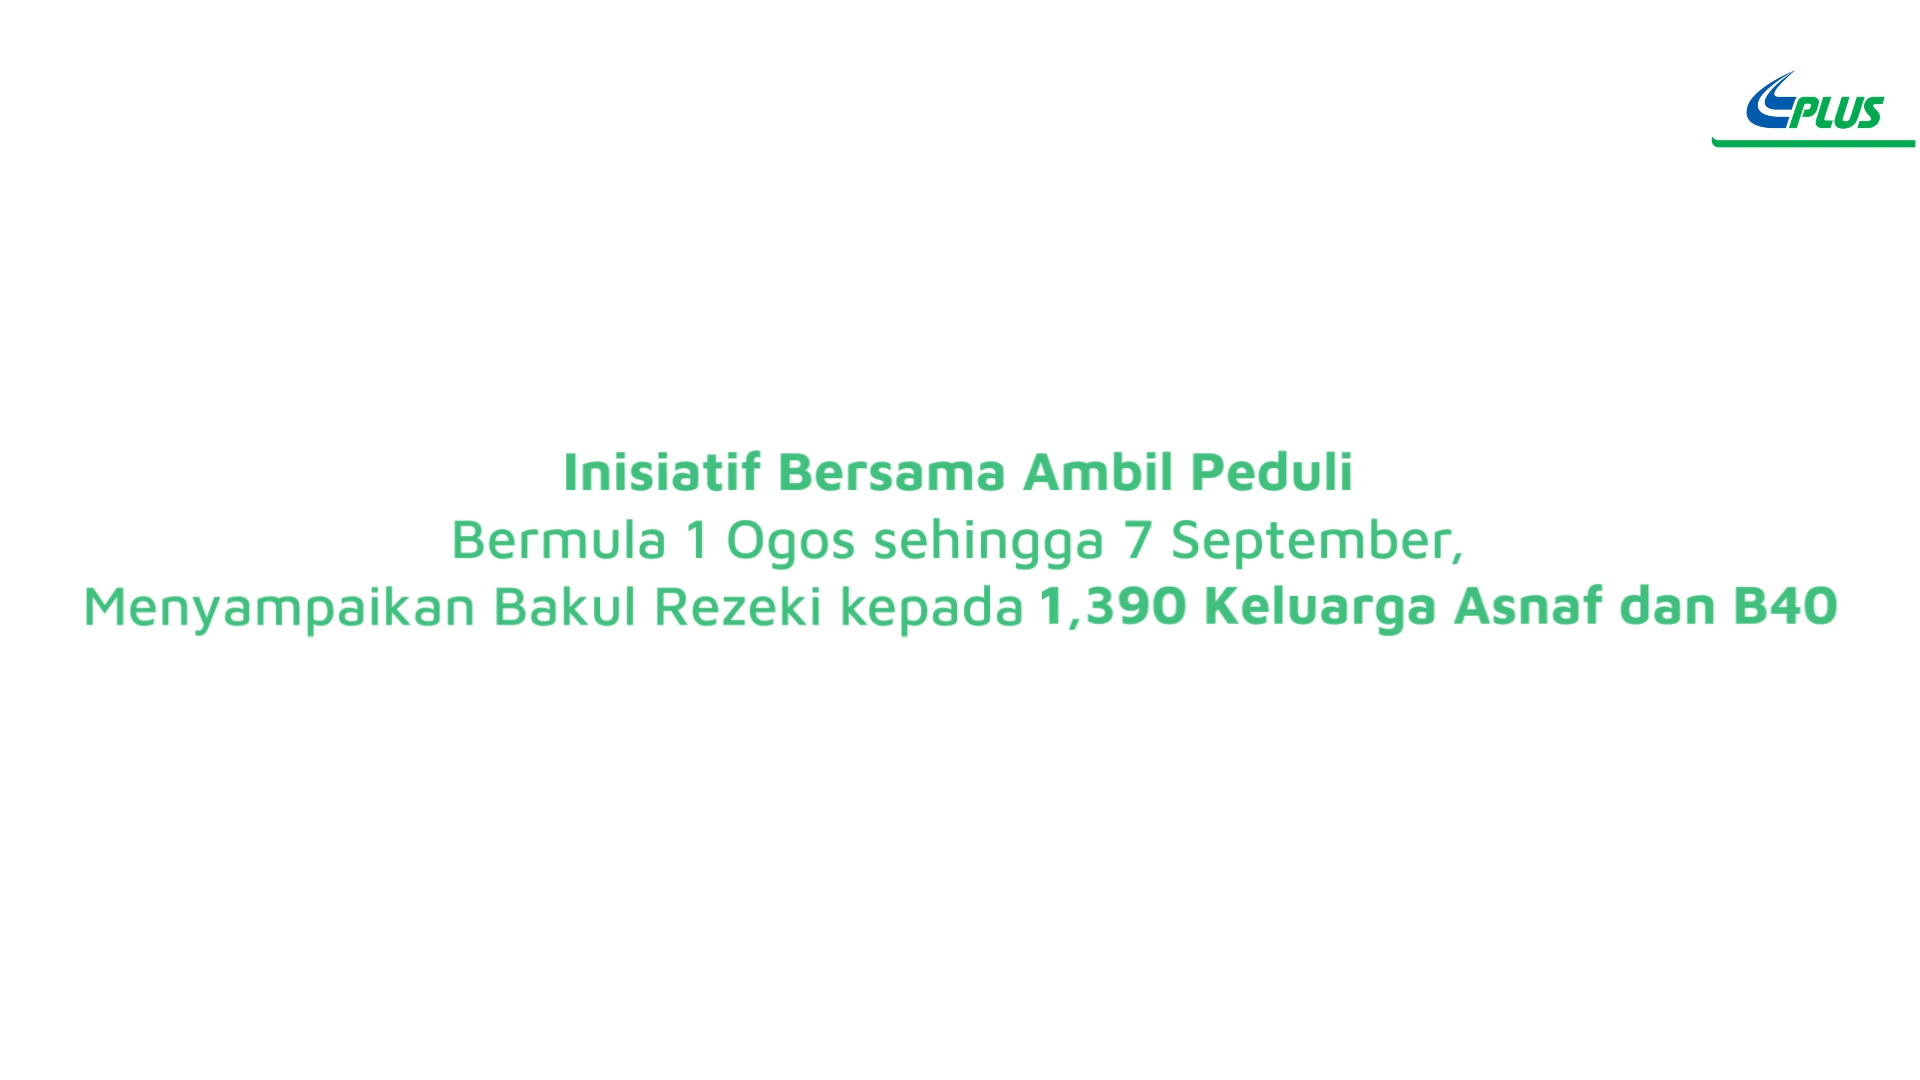 PLUS
Inisiatif Bersama Ambil Peduli
Bermula 1 Ogos sehingga 7 September,
Menyampaikan Bakul Rezeki kepada 1,390 Keluarga Asnaf dan B40